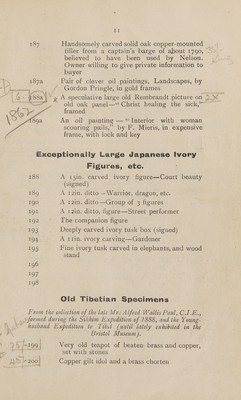 11
187 Handsomely carved solid oak copper-mounted
tiller from a captain's barge of about 1790,
believed to have been used by Nelson.
Owner willing to give private information to
buyer
187a Pair of clever oil paintings, Landscapes, by
Gordon Pringle, in gold frames
188a A speculative large old Rembrandt picture on
old oak panel—"Christ healing the sick,"
framed
189a An oil painting — "Interior with woman
scouring pails," by F. Mieris, in expensive
frame, with lock and key
Exceptionally Large Japanese Ivory
Figures, etc.
188 A 15in. carved ivory figure—Court beauty
(signed)
189 A 12in. ditto—Warrior, dragon, etc.
190 A 12in. ditto—Group of 3 figures
191 A 12in. ditto, figure—Street performer
192 The companion figure
193 Deeply carved ivory tusk box (signed)
194 A 11in. ivory carving—Gardener
195 Fine ivory tusk carved in elephants, and wood
stand
196
197
198
Old Tibetian Specimens
From the collection of the late Mr. Alfred Wallis Paul, C.I.E.,
formed during the Sikhim Expedition of 1888, and the Young-
husband Expedition to Tibet (until lately exhibited in the
Bristol Museum).
199 Very old teapot of beaten brass and copper,
set with stones
200 Copper gilt idol and a brass chorten